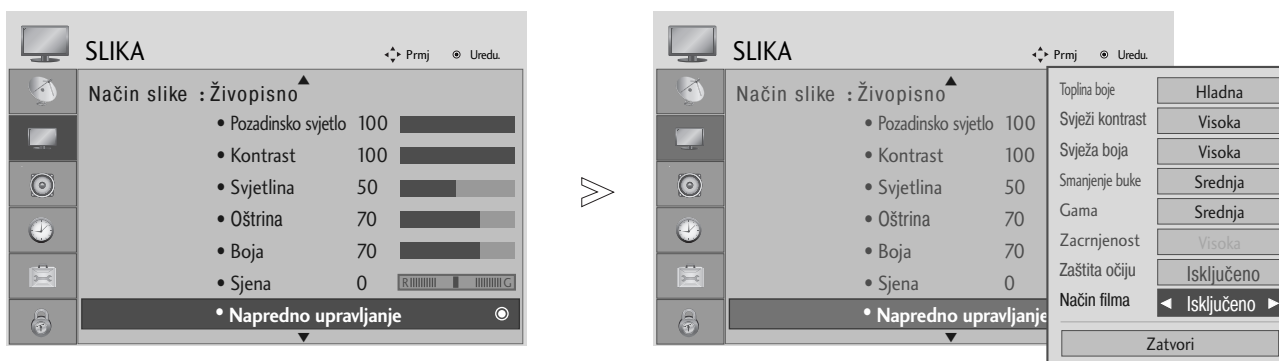 SLIKA
Prmj Uredu.
Način slike : Živopisno
• Pozadinsko svjetlo 100
• Kontrast 100
• Svjetlina 50
• Oštrina 70
• Boja 70
• Sjena 0 R G
• Napredno upravljanje
SLIKA
Prmj Uredu.
Način slike : Živopisno
• Pozadinsko svjetlo 100
• Kontrast 100
• Svjetlina 50
• Oštrina 70
• Boja 70
• Sjena 0
• Napredno upravljanje
Toplina boje Hladna
Svježi kontrast Visoka
Svježa boja Visoka
Smanjenje buke Srednja
Gama Srednja
Zacrnjenost Visoka
Zaštita očiju Isključeno
Način filma ◄ Isključeno ►
Zatvori